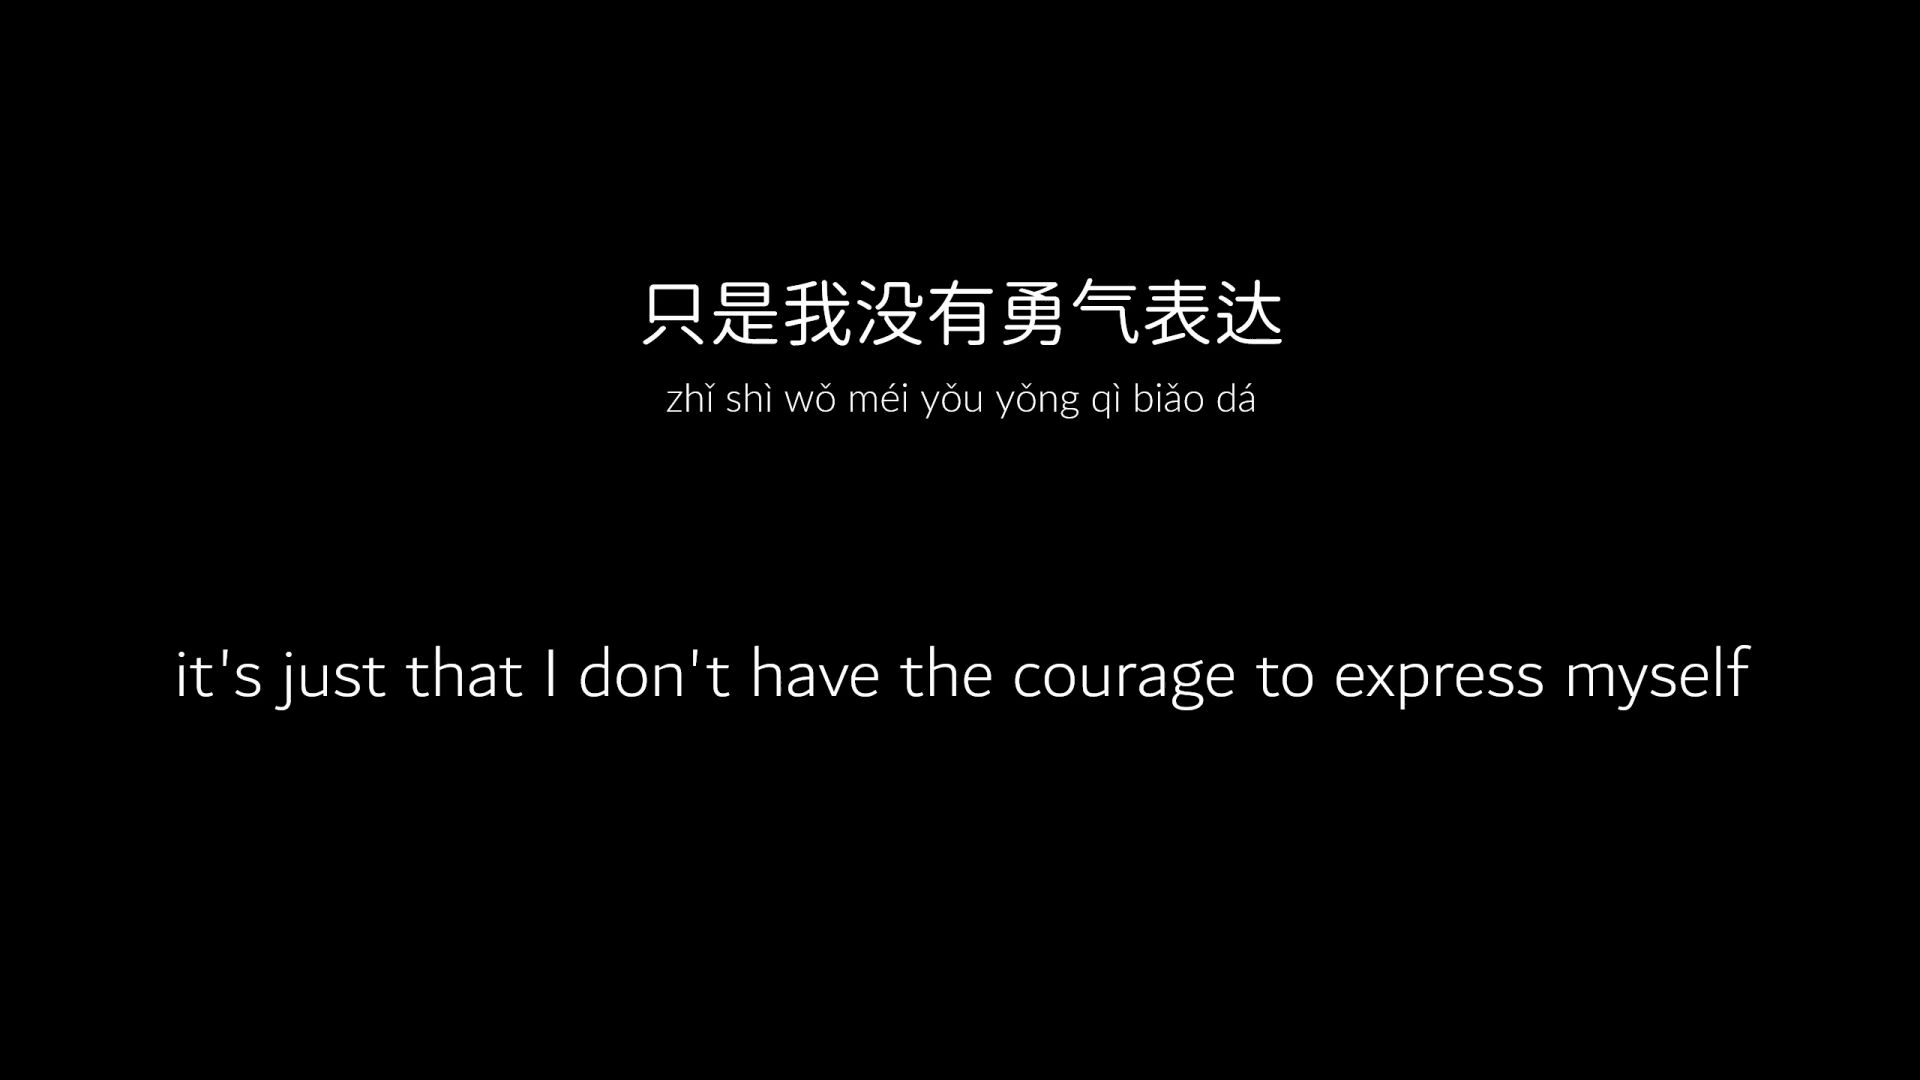 只是我没有勇气表达
zhǐ shì wǒ méi yǒu yǒng qì biǎo dá
it's just that I don't have the courage to express myself